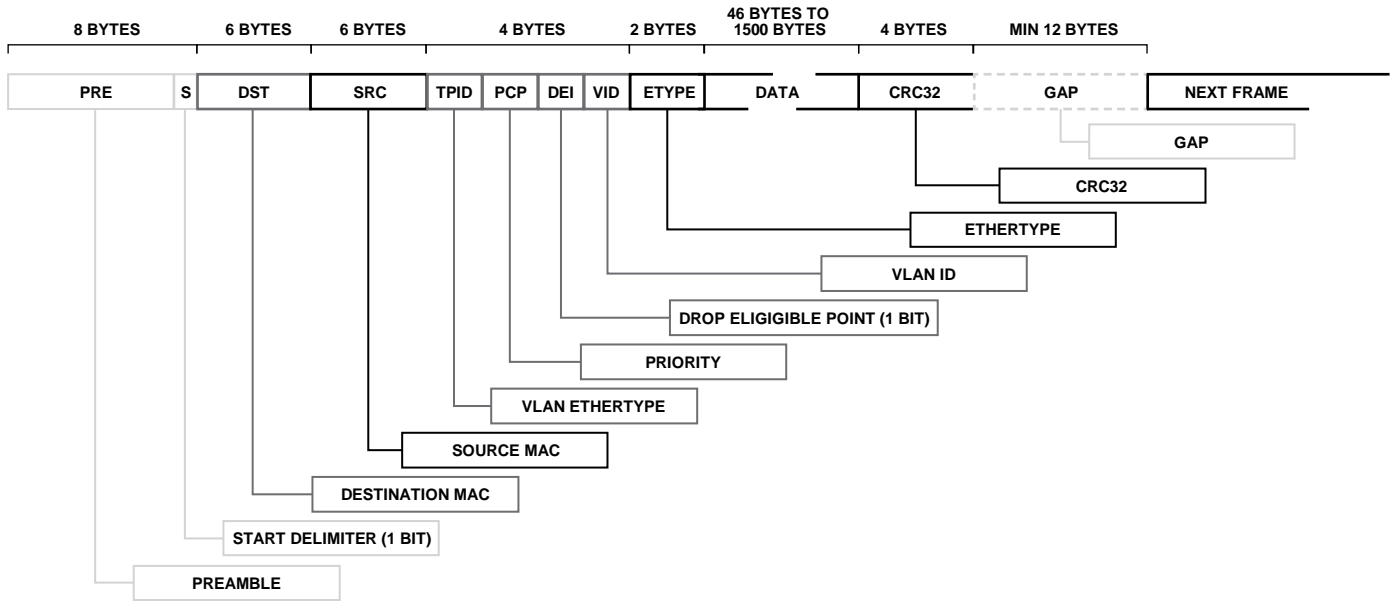 46 BYTES TO
8 BYTES 6 BYTES 6 BYTES 4 BYTES 2 BYTES 1500 BYTES 4 BYTES MIN 12 BYTES
PRE S DST SRC TPID PCP DEI VID ETYPE DATA CRC32 GAP NEXT FRAME
GAP
CRC32
ETHERTYPE
VLAN ID
DROP ELIGIGIBLE POINT (1 BIT)
PRIORITY
VLAN ETHERTYPE
SOURCE MAC
DESTINATION MAC
START DELIMITER (1 BIT)
PREAMBLE